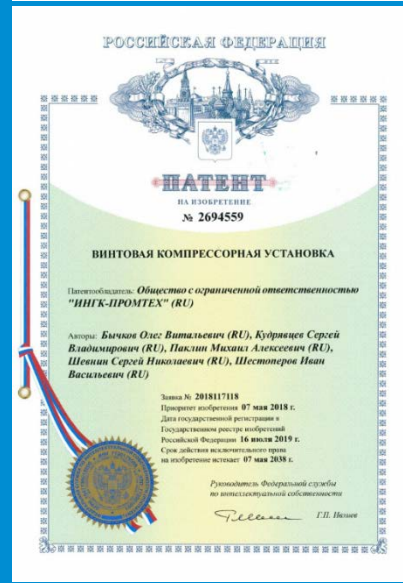 РОССИЙСКАЯ ФЕДЕРАЦИЯ
ПАТЕНТ
НА ИЗОБРЕТЕНИЕ
№ 2694559
ВИНТОВАЯ КОМПРЕССОРНАЯ УСТАНОВКА
Патентообладатель: Общество с ограниченной ответственностью
"ИНГК-ПРОМТЕХ" (RU)
Авторы: Бычков Олег Витальевич (RU), Кудрявцев Сергей
Владимирович (RU), Паклин Михаил Алексеевич (RU),
Шевнин Сергей Николаевич (RU), Шестоперов Иван
Васильевич (RU)
Заявка № 2018117118
Приоритет изобретения 07 мая 2018 г.
Дата государственной регистрации в
Государственном реестре изобретений
Российской Федерации 16 июля 2019 г.
Срок действия исключительного права
на изобретение истекает 07 мая 2038 г.
Руководитель Федеральной службы
по интеллектуальной собственности
Г.П. Ивлиев